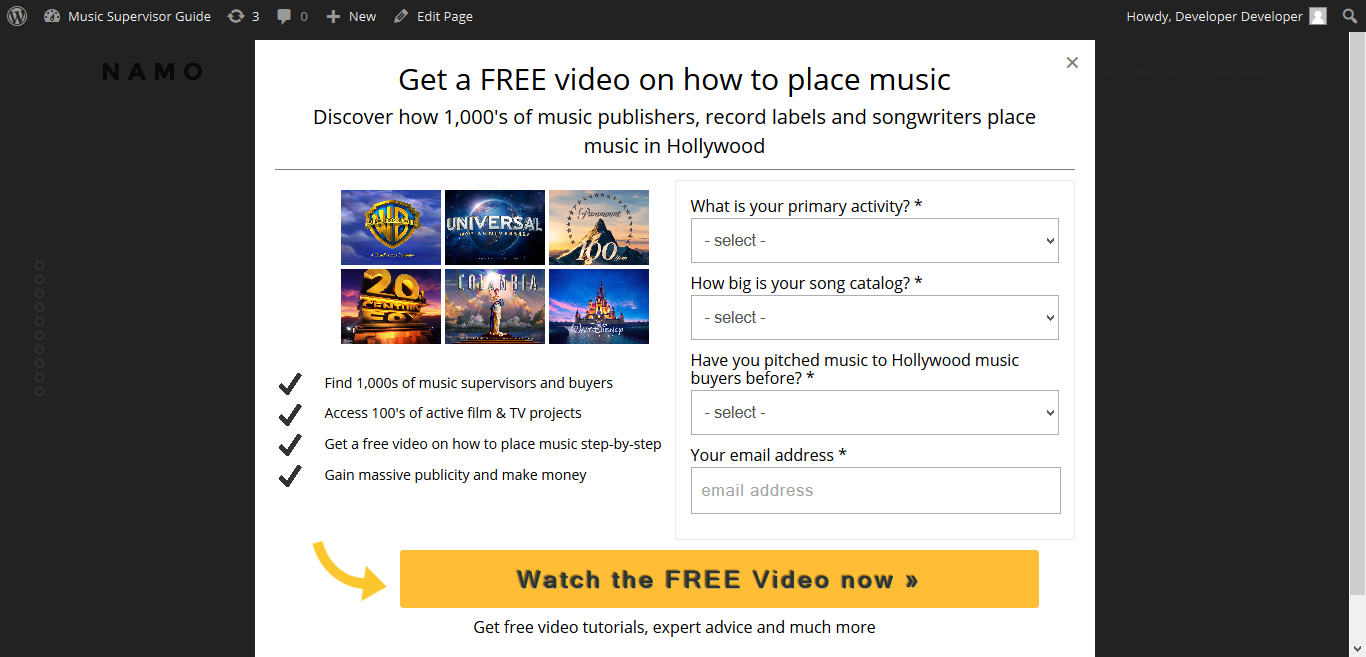 Music Supervisor Guide 3 0 New Edit Page Howdy, Developer Developer
NAMO
×
Get a FREE video on how to place music
Discover how 1,000's of music publishers, record labels and songwriters place
music in Hollywood
WB
UNIVERSAL
100TH ANNIVERSARY
Paramount
100
20
CENTURY
FOX
COLUMBIA
WALT DISNEY
Find 1,000s of music supervisors and buyers
Access 100's of active film & TV projects
Get a free video on how to place music step-by-step
Gain massive publicity and make money
What is your primary activity? *
- select -
How big is your song catalog? *
- select -
Have you pitched music to Hollywood music
buyers before? *
- select -
Your email address *
email address
Watch the FREE Video now »
Get free video tutorials, expert advice and much more